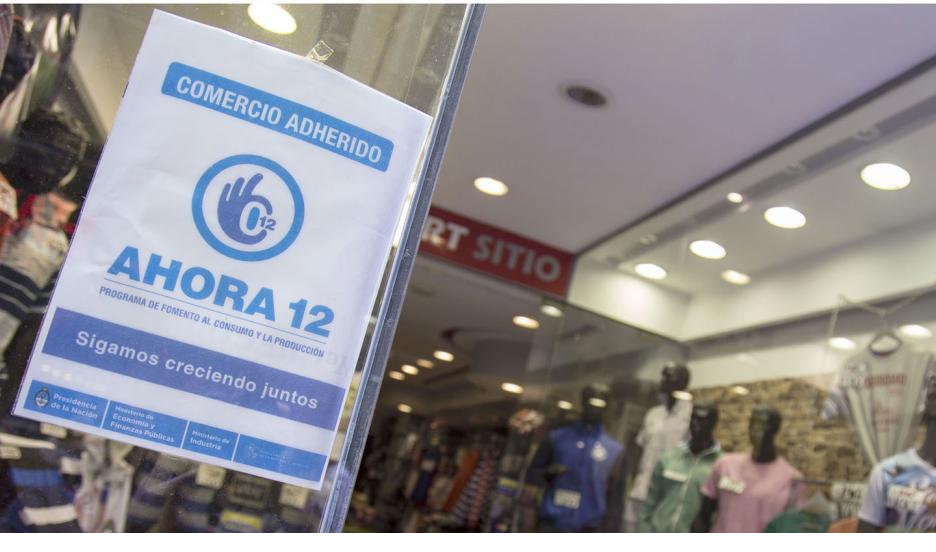 COMERCIO ADHERIDO
12
AHORA 12
PROGRAMA DE FOMENTO AL CONSUMO Y LA PRODUCCIÓN
Sigamos creciendo juntos
Presidencia
de la Nación
Ministerio de
Economía y
Finanzas Públicas
Ministerio de
Industria
RT SITIO